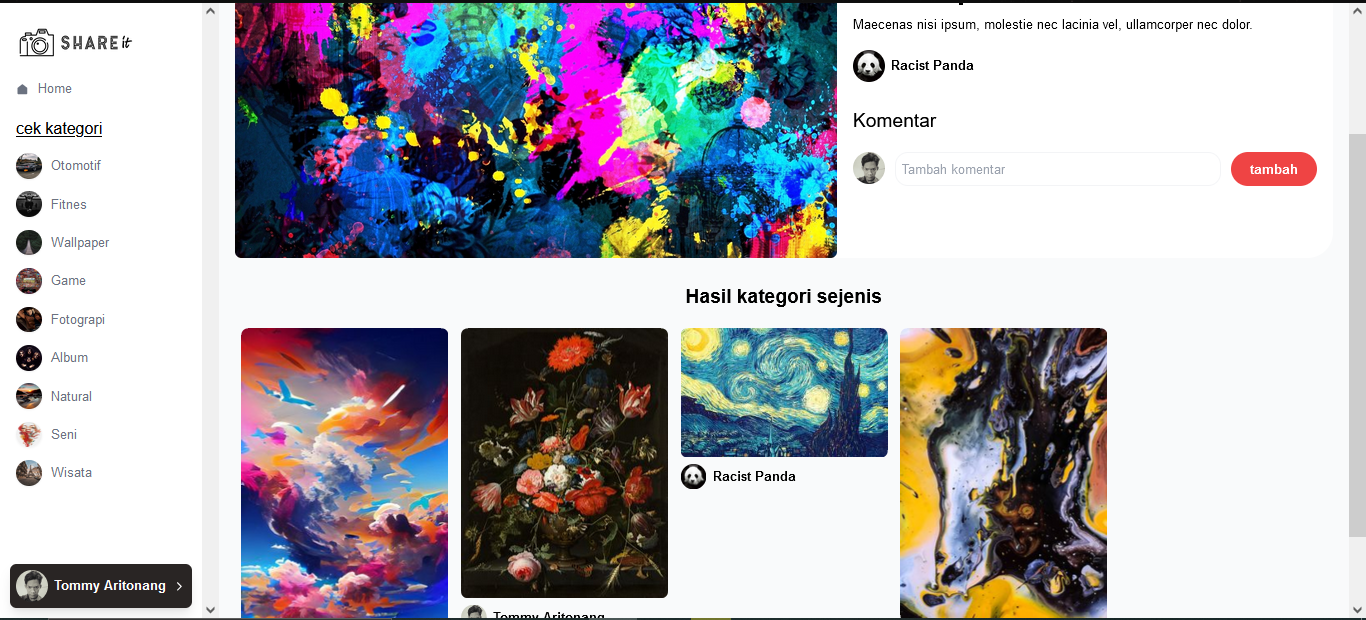 SHARE it
Home
cek kategori
Otomotif
Fitnes
Wallpaper
Game
Fotograpi
Album
Natural
Seni
Wisata
Tommy Aritonang
Maecenas nisi ipsum, molestie nec lacinia vel, ullamcorper nec dolor.
Racist Panda
Komentar
Tambah komentar
tambah
Hasil kategori sejenis
Racist Panda
Tommy Aritonang